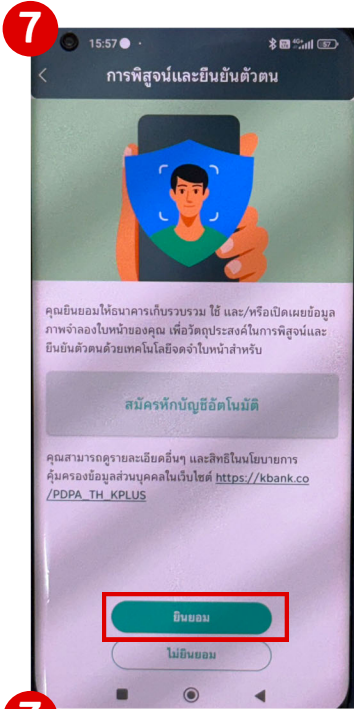 7
15:57
57
การพิสูจน์และยืนยันตัวตน
คุณยินยอมให้ธนาคารเก็บรวบรวม ใช้ และ/หรือเปิดเผยข้อมูล
ภาพจำลองใบหน้าของคุณ เพื่อวัตถุประสงค์ในการพิสูจน์และ
ยืนยันตัวตนด้วยเทคโนโลยีจดจำใบหน้าสำหรับ
สมัครหักบัญชีอัตโนมัติ
คุณสามารถดูรายละเอียดอื่นๆ และสิทธิในนโยบายการ
คุ้มครองข้อมูลส่วนบุคคลในเว็บไซต์ https://kbank.co
/PDPA_TH_KPLUS
ยินยอม
ไม่ยินยอม